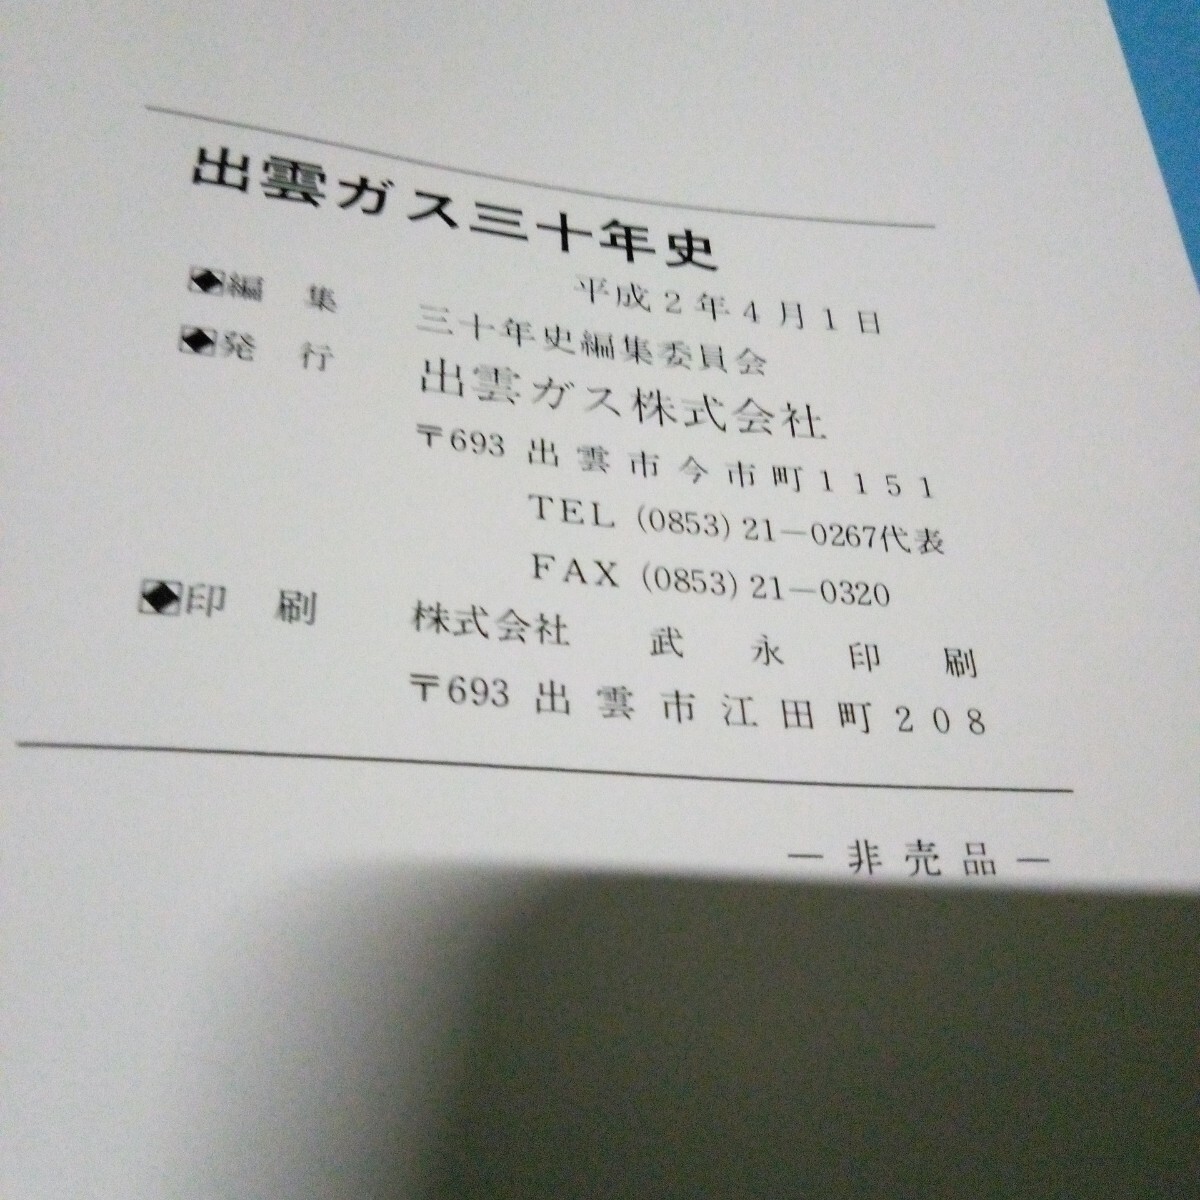 出雲ガス三十年史
平成2年4月1日
編集 三十年史編集委員会
発行 出雲ガス株式会社
〒693 出雲市今市町1151
TEL (0853) 21-0267代表
FAX (0853) 21-0320
印刷 株式会社 武永印刷
〒693 出雲市江田町208
―非売品―